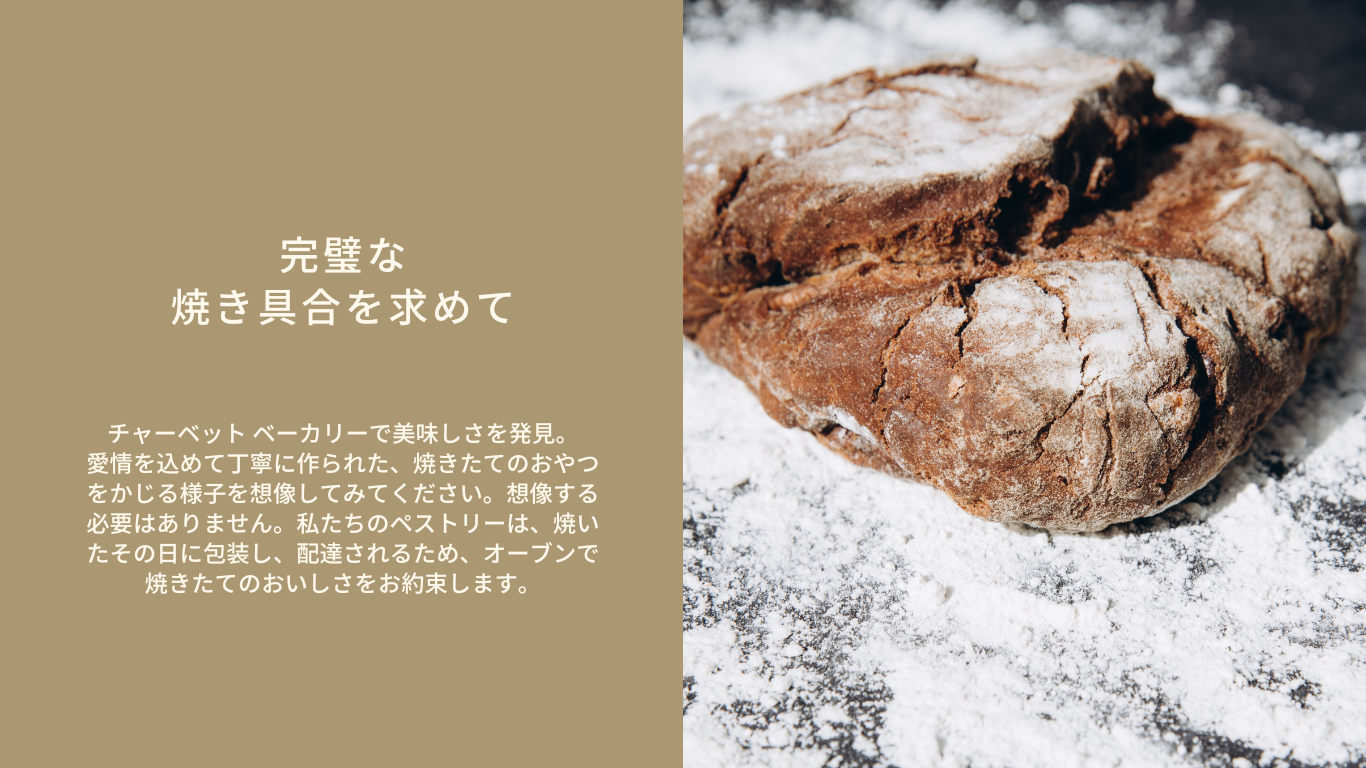 完璧な
焼き具合を求めて
チャーベット ベーカリーで美味しさを発見。
愛情を込めて丁寧に作られた、焼きたてのおやつ
をかじる様子を想像してみてください。想像する
必要はありません。私たちのペストリーは、焼い
たその日に包装し、配達されるため、オーブンで
焼きたてのおいしさをお約束します。